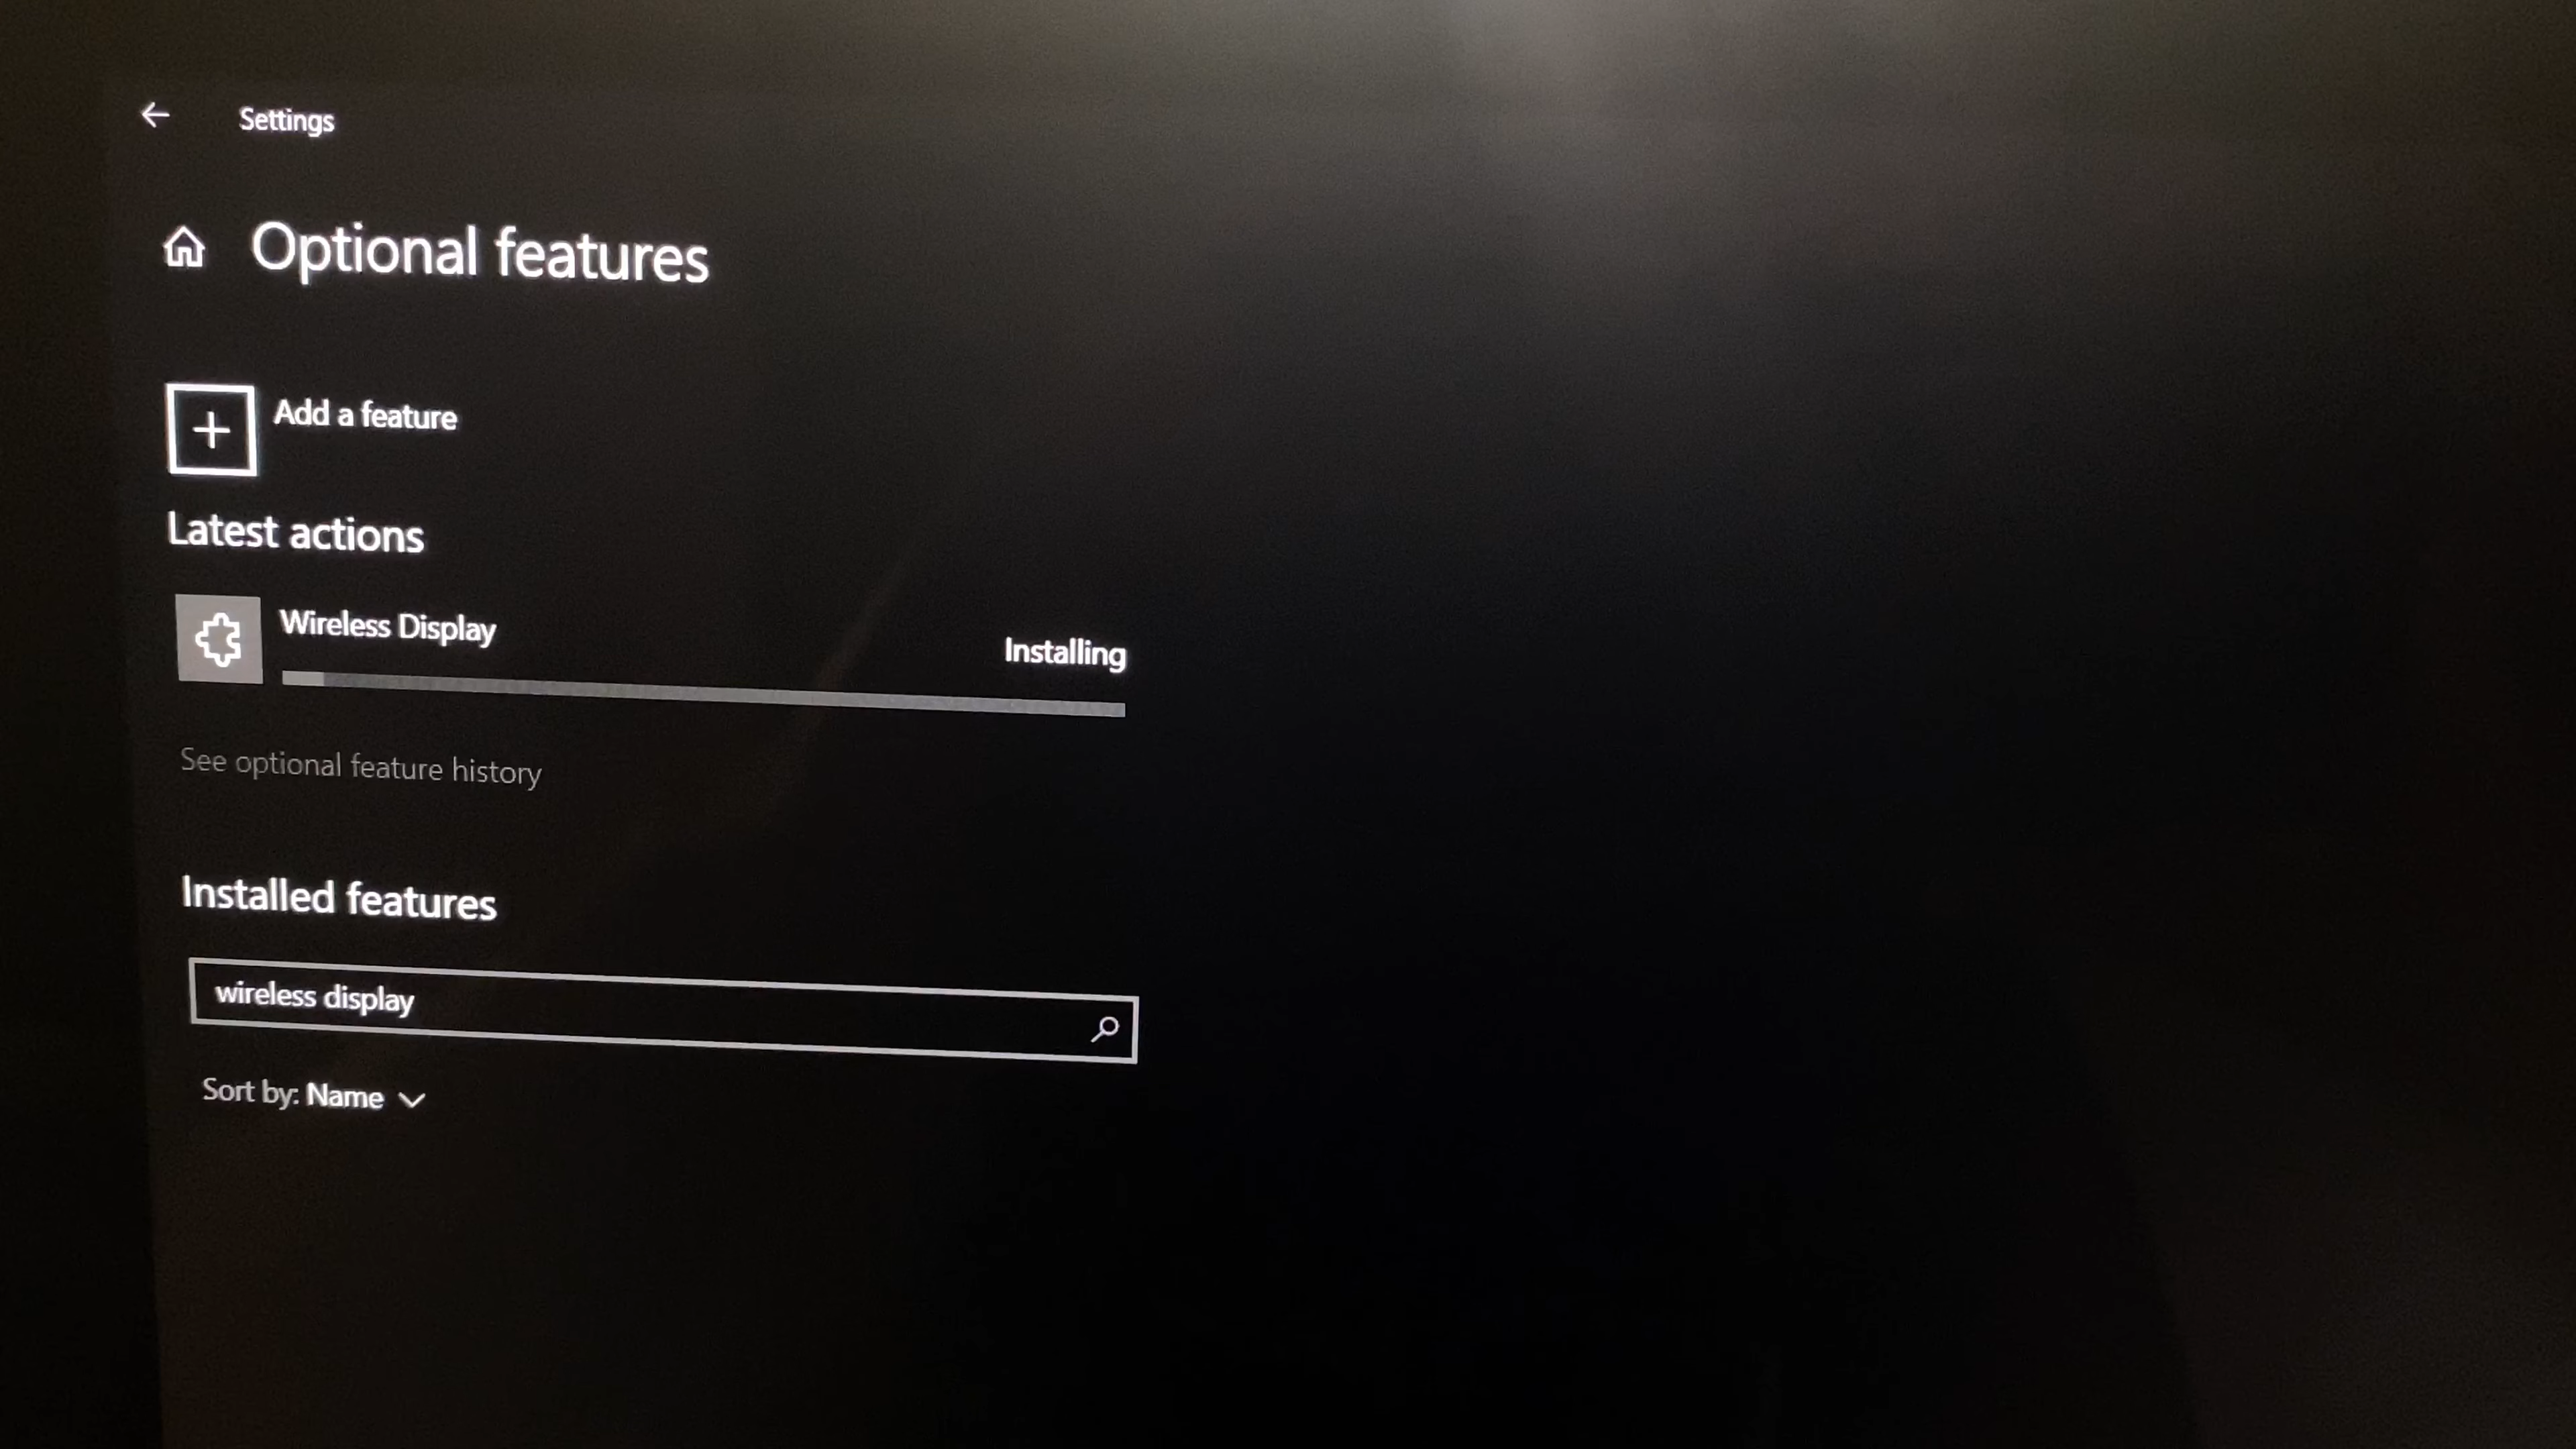 Settings
Optional features
Add a feature
Latest actions
Wireless Display
Installing
See optional feature history
Installed features
wireless display
Sort by: Name